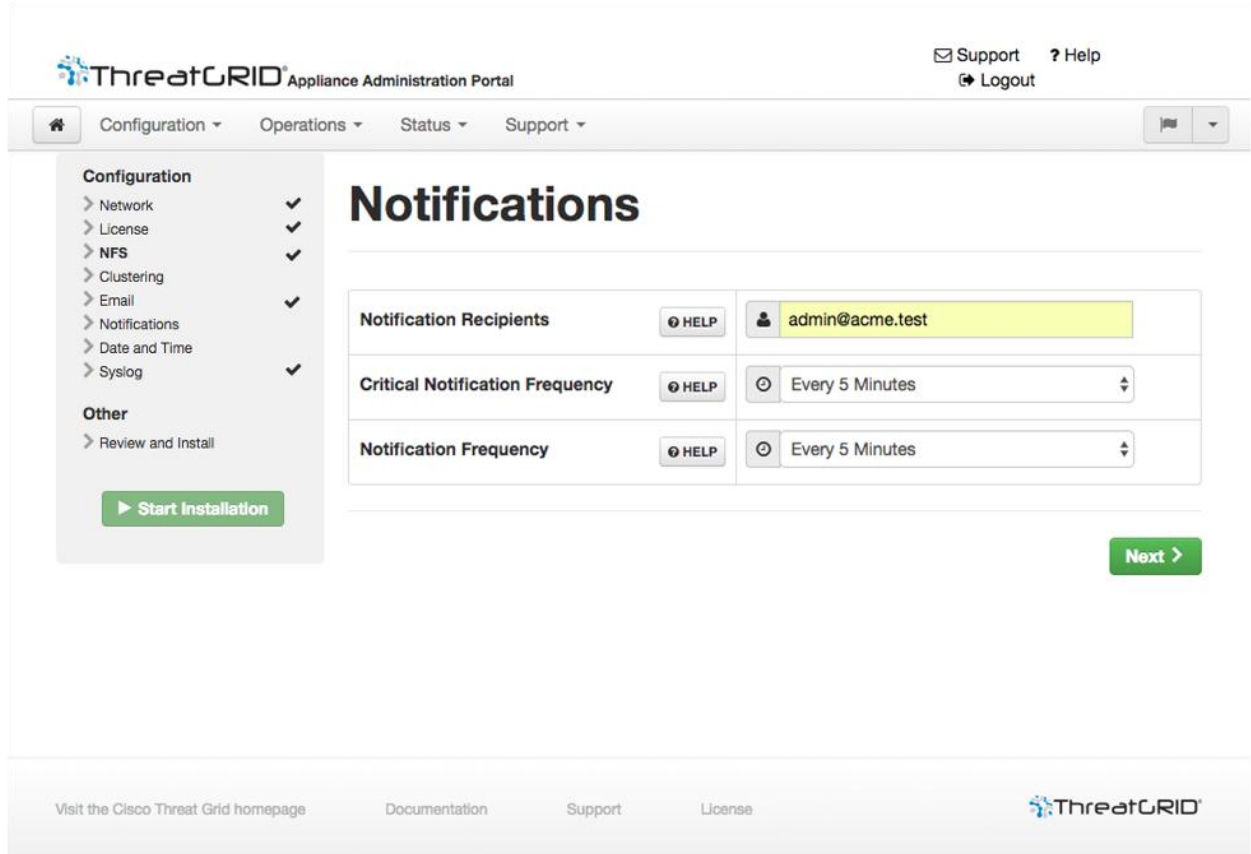 ThreatGRID® Appliance Administration Portal
Support ? Help
Logout
Configuration Operations Status Support
Configuration
Network
License
NFS
Clustering
Email
Notifications
Date and Time
Syslog
Other
Review and Install
Start Installation
Notifications
Notification Recipients HELP admin@acme.test
Critical Notification Frequency HELP Every 5 Minutes
Notification Frequency HELP Every 5 Minutes
Next
Visit the Cisco Threat Grid homepage Documentation Support License ThreatGRID®